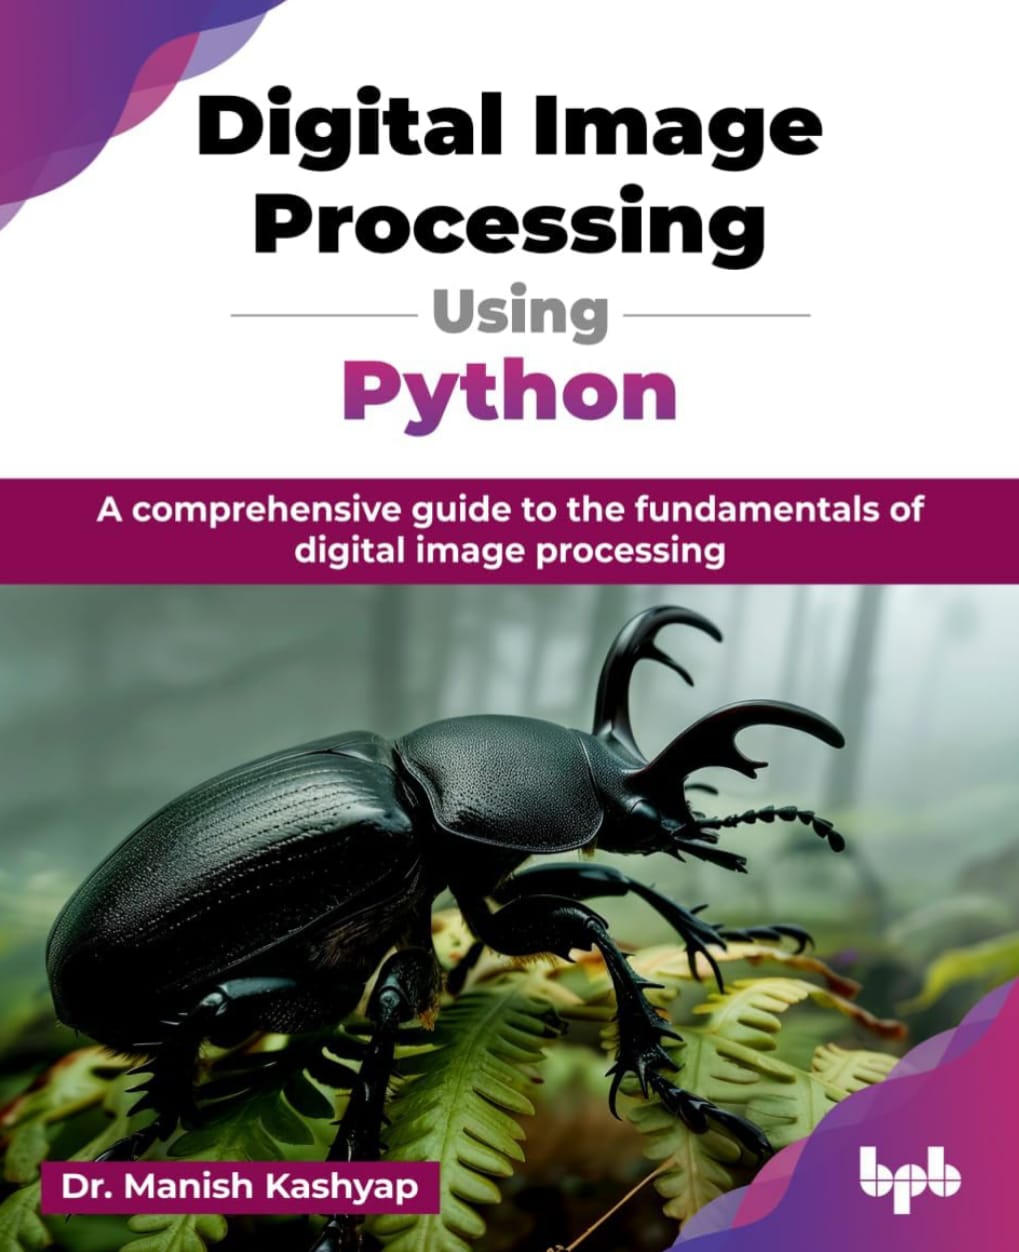 Digital Image
Processing
Using
Python
A comprehensive guide to the fundamentals of
digital image processing
Dr. Manish Kashyap
bpb